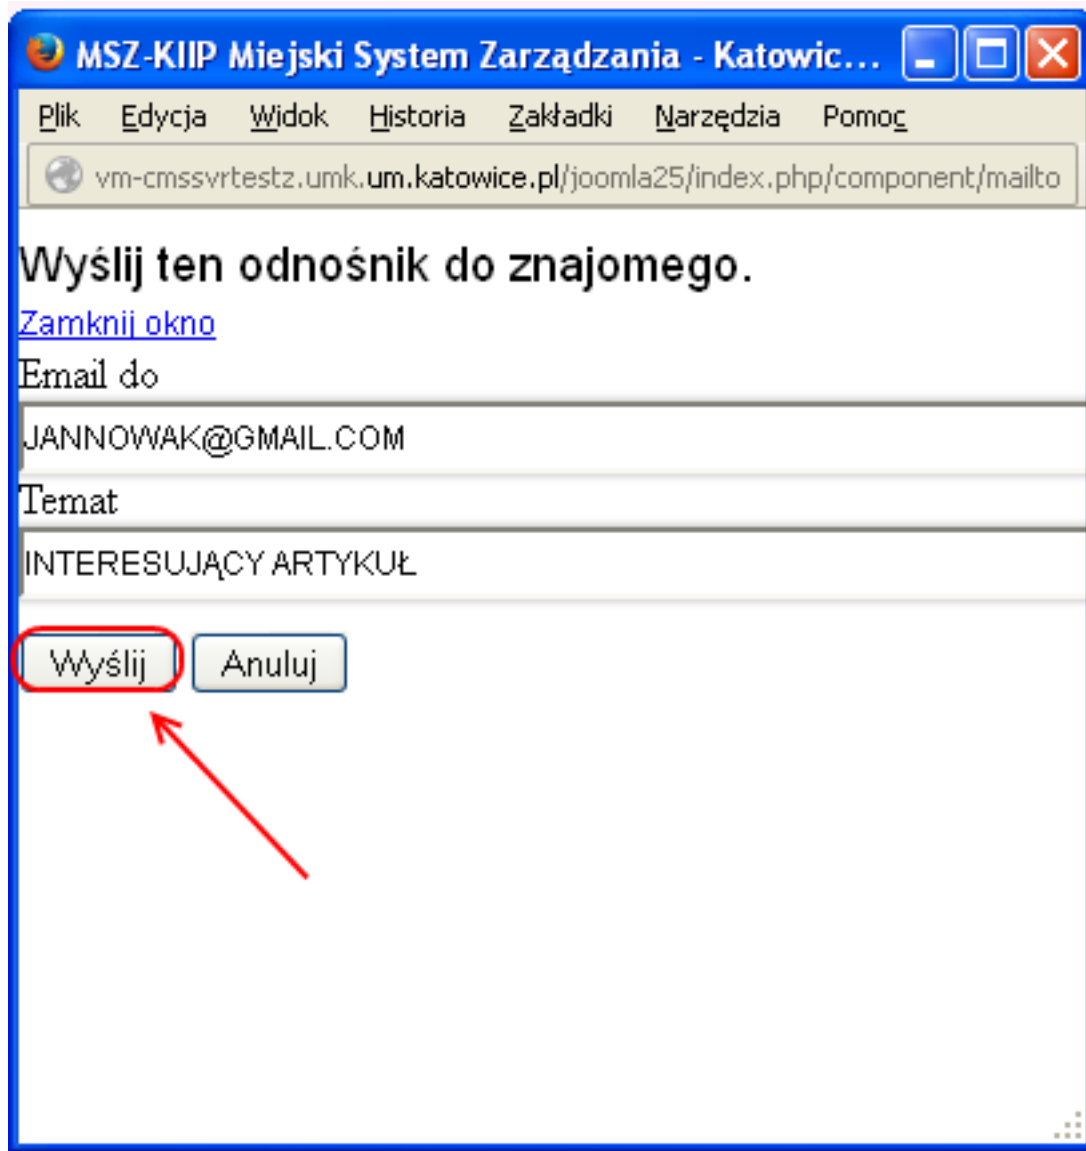 MSZ-KIIP Miejski System Zarządzania - Katowic...
Plik Edycja Widok Historia Zakładki Narzędzia Pomoc
vm-cmssvrtestz.umk.um.katowice.pl/joomla25/index.php/component/mailto
Wyślij ten odnośnik do znajomego.
Zamknij okno
Email do
JANNOWAK@GMAIL.COM
Temat
INTERESUJĄCY ARTYKUŁ
Wyślij Anuluj